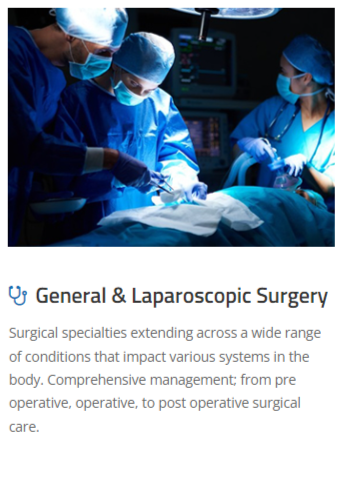 General & Laparoscopic Surgery
Surgical specialties extending across a wide range
of conditions that impact various systems in the
body. Comprehensive management; from pre
operative, operative, to post operative surgical
care.